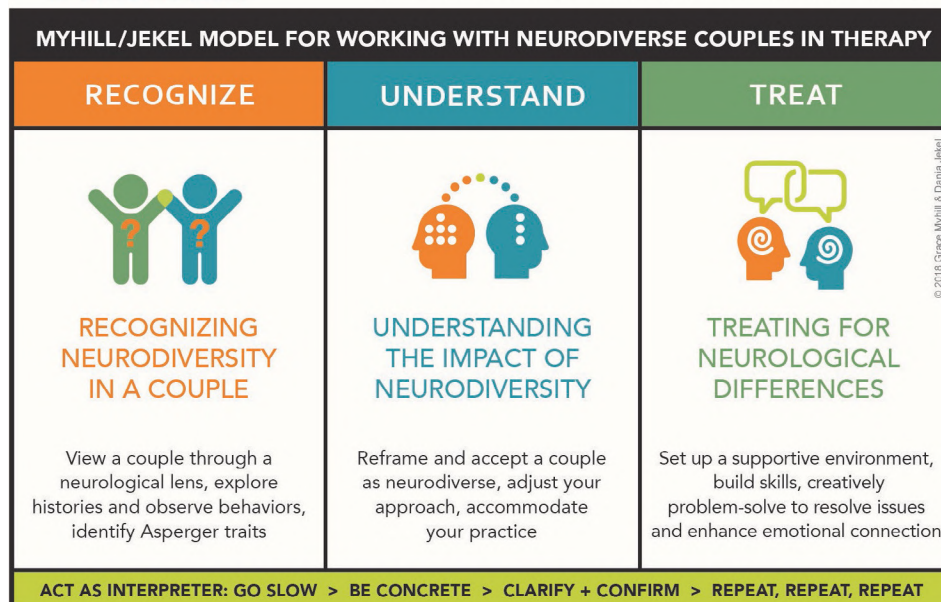 MYHILL/JEKEL MODEL FOR WORKING WITH NEURODIVERSE COUPLES IN THERAPY
RECOGNIZE
UNDERSTAND
TREAT
? ?
RECOGNIZING
NEURODIVERSITY
IN A COUPLE
View a couple through a
neurological lens, explore
histories and observe behaviors,
identify Asperger traits
UNDERSTANDING
THE IMPACT OF
NEURODIVERSITY
Reframe and accept a couple
as neurodiverse, adjust your
approach, accommodate
your practice
TREATING FOR
NEUROLOGICAL
DIFFERENCES
Set up a supportive environment,
build skills, creatively
problem-solve to resolve issues
and enhance emotional connection
© 2018 Grace Myhill & Dania Jekel
ACT AS INTERPRETER: GO SLOW > BE CONCRETE > CLARIFY + CONFIRM > REPEAT, REPEAT, REPEAT